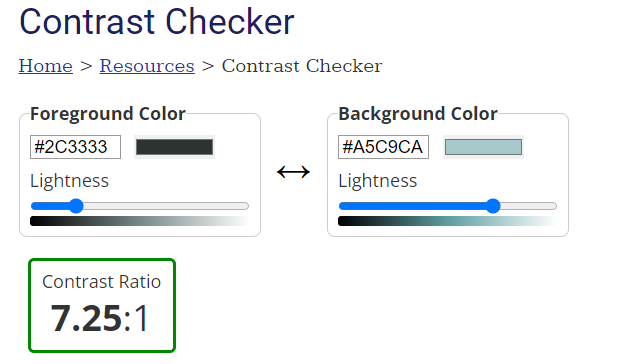 Contrast Checker
Home > Resources > Contrast Checker
Foreground Color
#2C3333
Lightness
Background Color
#A5C9CA
Lightness
Contrast Ratio
7.25:1